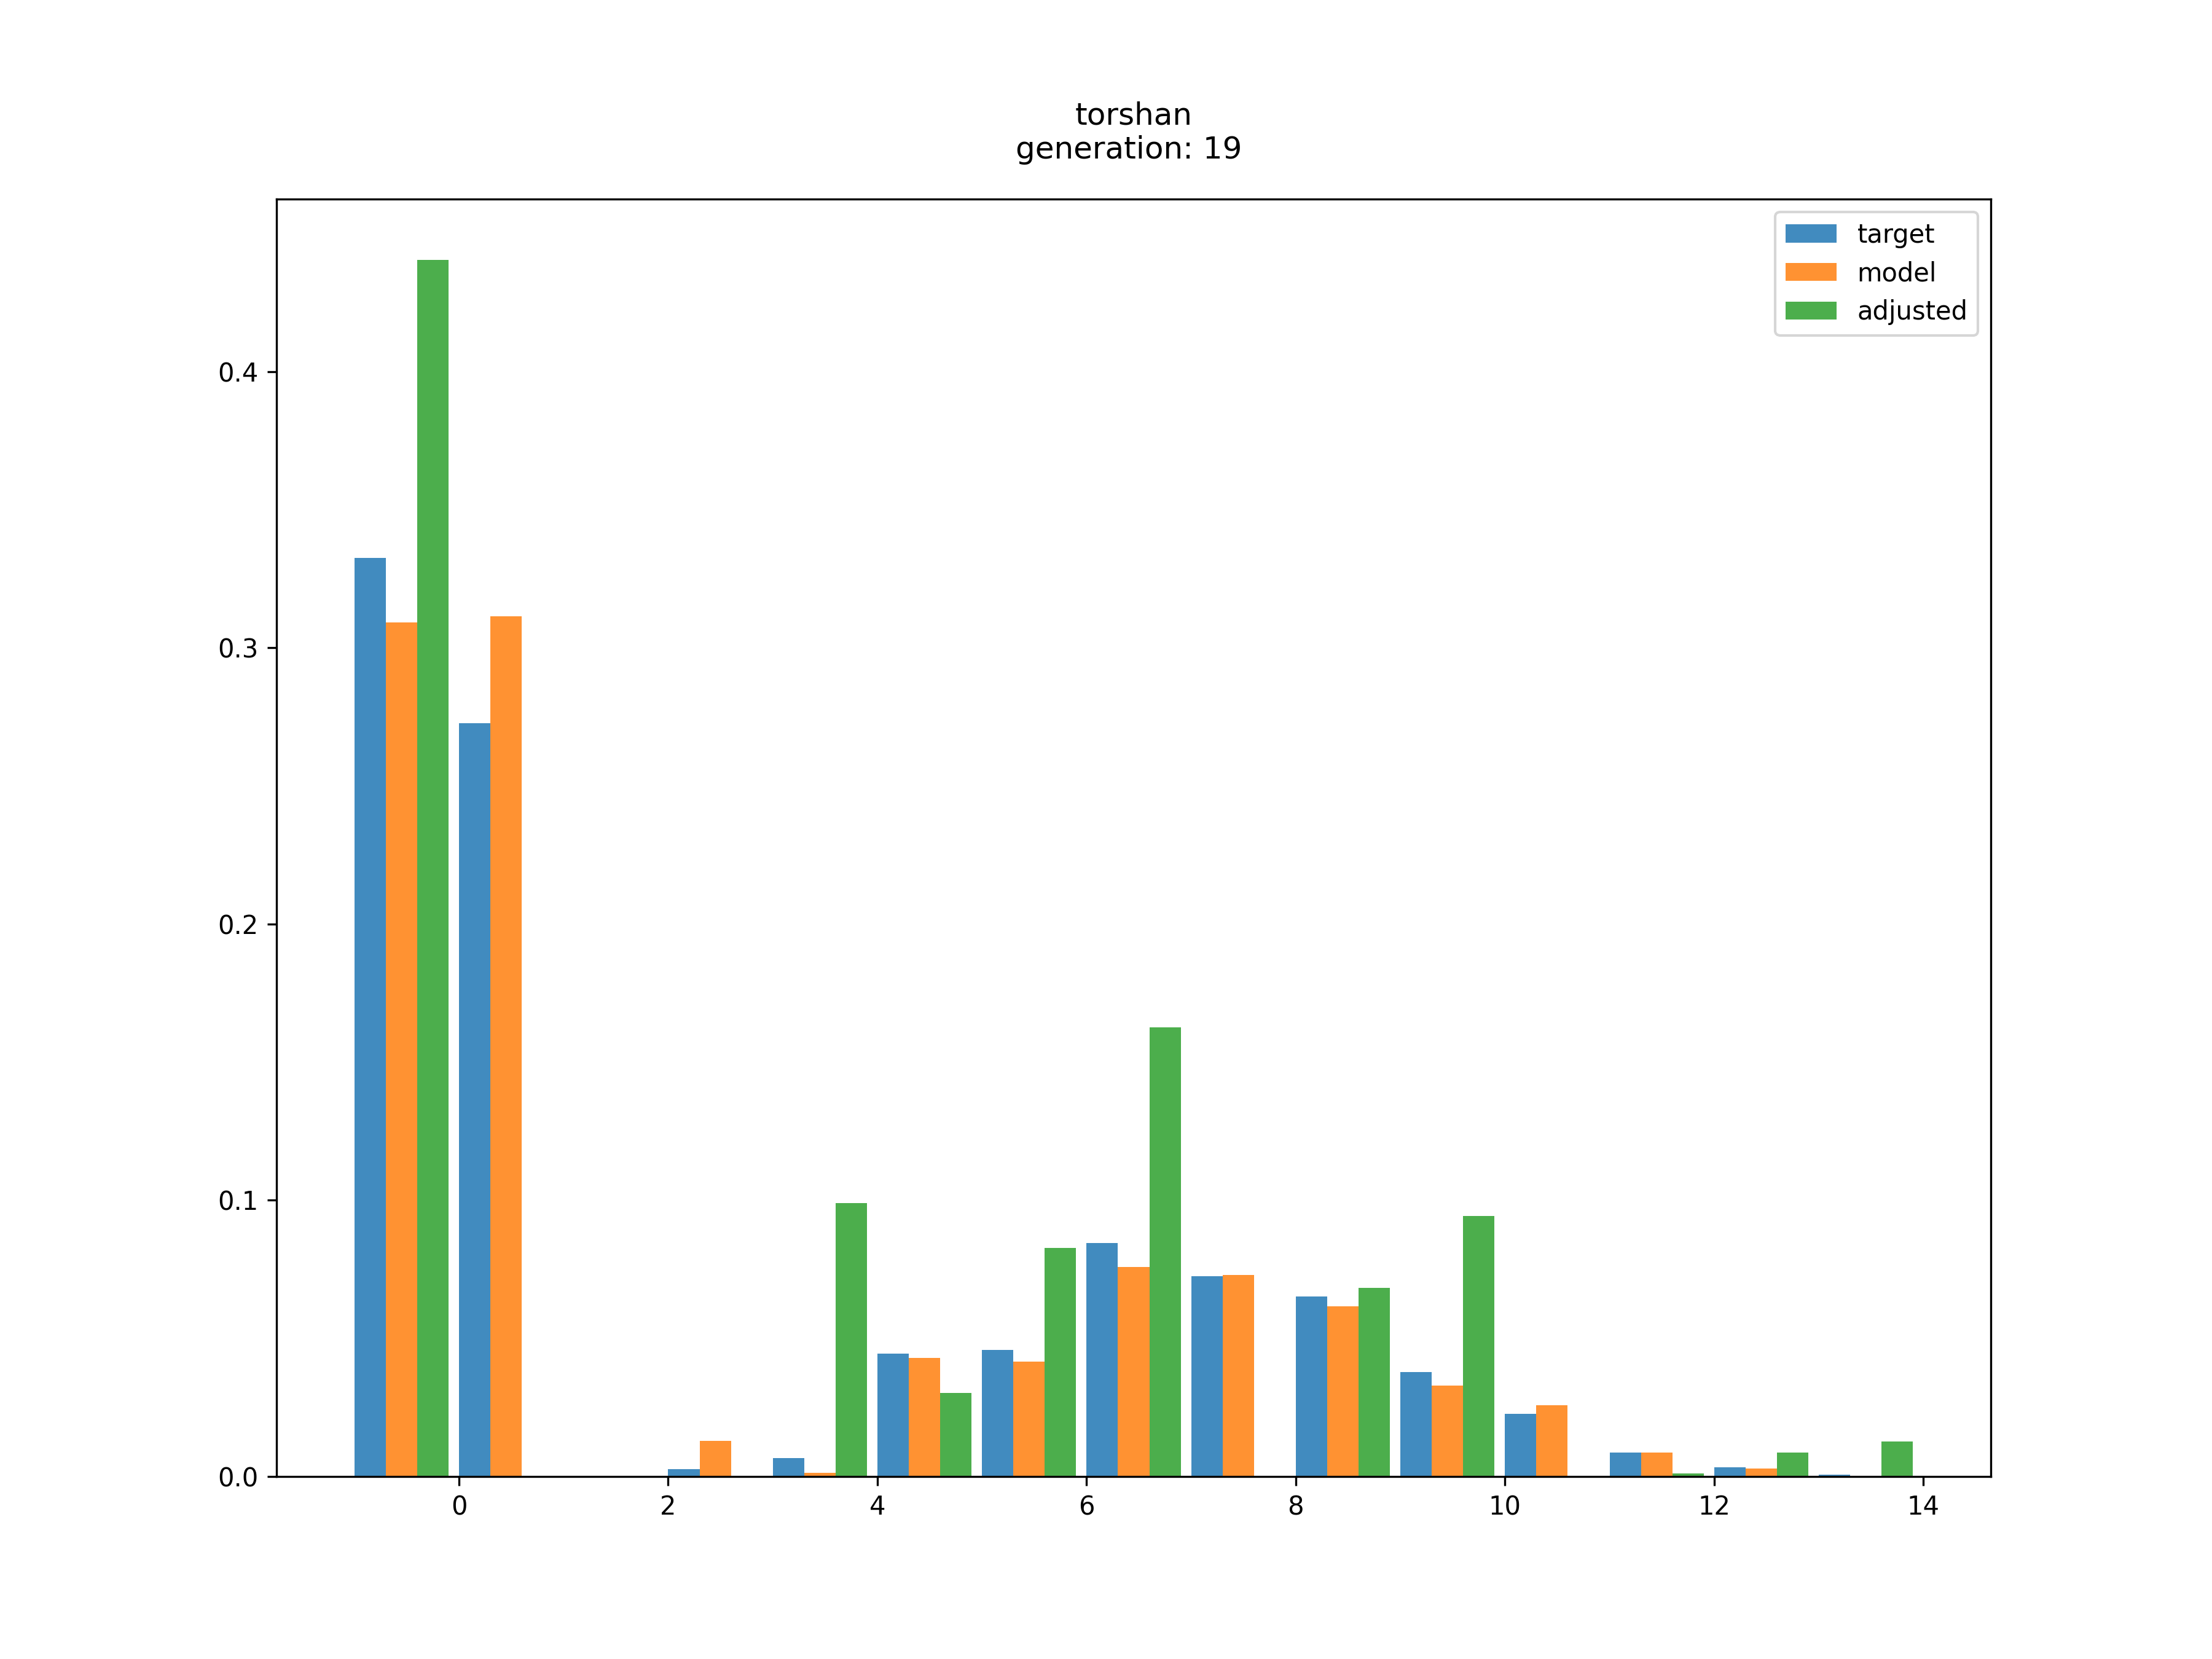 torshan
generation: 19
target
model
adjusted
0.4
0.3
0.2
0.1
0.0
0 2 4 6 8 10 12 14